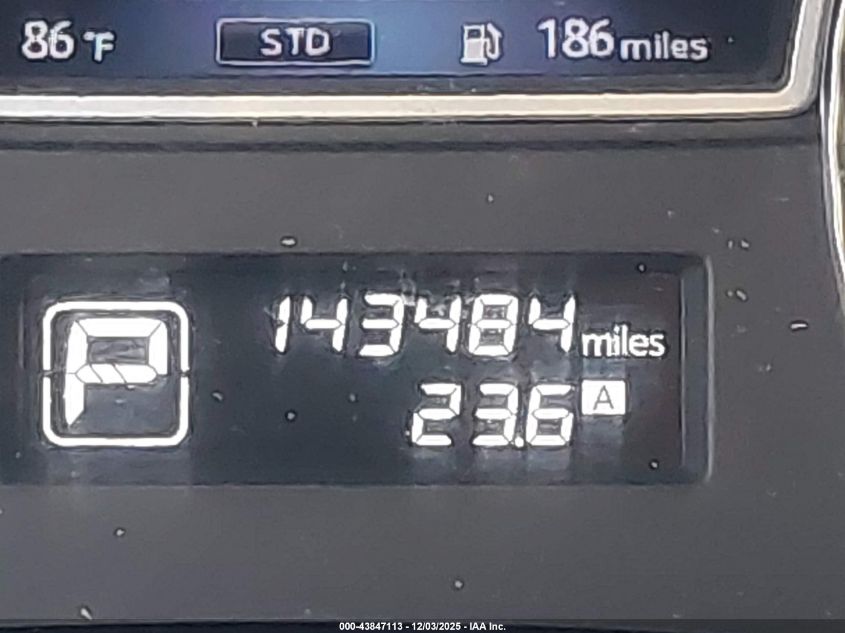 86°F STD 186 miles
143484 miles
P
23.6 A
000-43847113 - 12/03/2025 - IAA Inc.